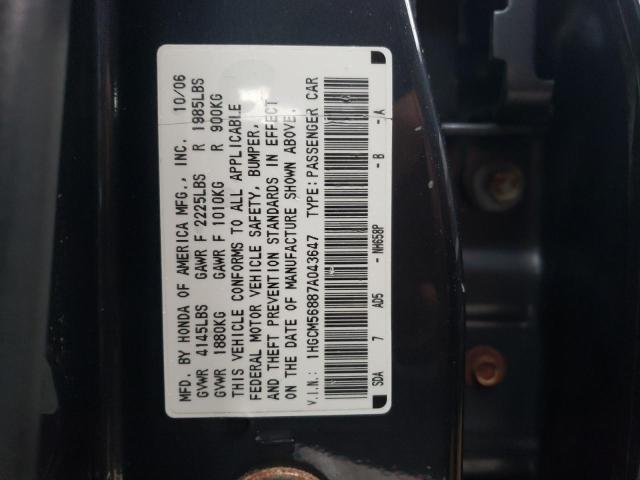 MFD. BY HONDA OF AMERICA MFG., INC. 10/06
GVWR 4145LBS GAWR F 2225LBS R 1985LBS
GVWR 1880KG GAWR F 1010KG R 900KG
THIS VEHICLE CONFORMS TO ALL APPLICABLE
FEDERAL MOTOR VEHICLE SAFETY, BUMPER,
AND THEFT PREVENTION STANDARDS IN EFFECT
ON THE DATE OF MANUFACTURE SHOWN ABOVE.
V.I.N.: 1HGCM56887A043647 TYPE: PASSENGER CAR
SDA 7 AD5 - NH658P - B - A